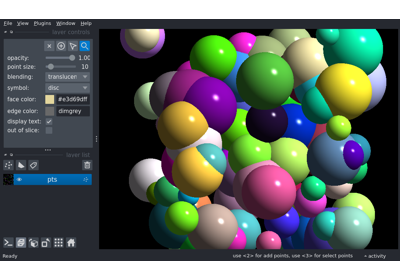 File View Plugins Window Help
layer controls
opacity: 1.00
point size: 10
blending: translucen
symbol: disc
face color: #e3d69dff
edge color: dimgrey
display text:
out of slice:
layer list
pts
Ready
use <2> for add points, use <3> for select points
activity